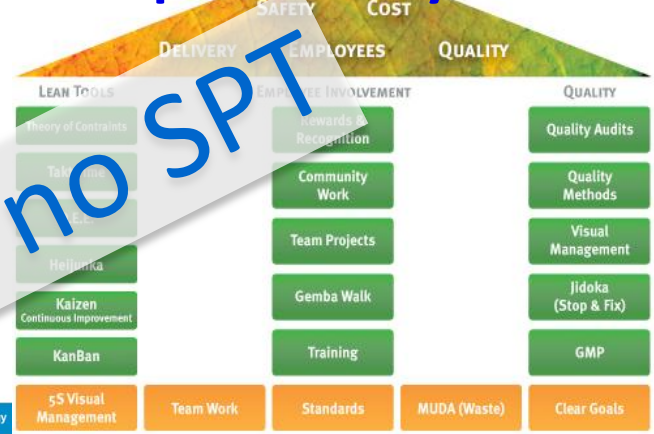 SAFETY COST
DELIVERY EMPLOYEES QUALITY
LEAN TOOLS
EMPLOYEE INVOLVEMENT
QUALITY
no SPT
Theory of Contraints
Rewards &
Recognition
Quality Audits
Community
Work
Quality
Methods
Team Projects
Visual
Management
Heijunka
Kaizen
Continuous Improvement
Gemba Walk
Jidoka
(Stop & Fix)
KanBan
Training
GMP
5S Visual
Management
Team Work
Standards
MUDA (Waste)
Clear Goals